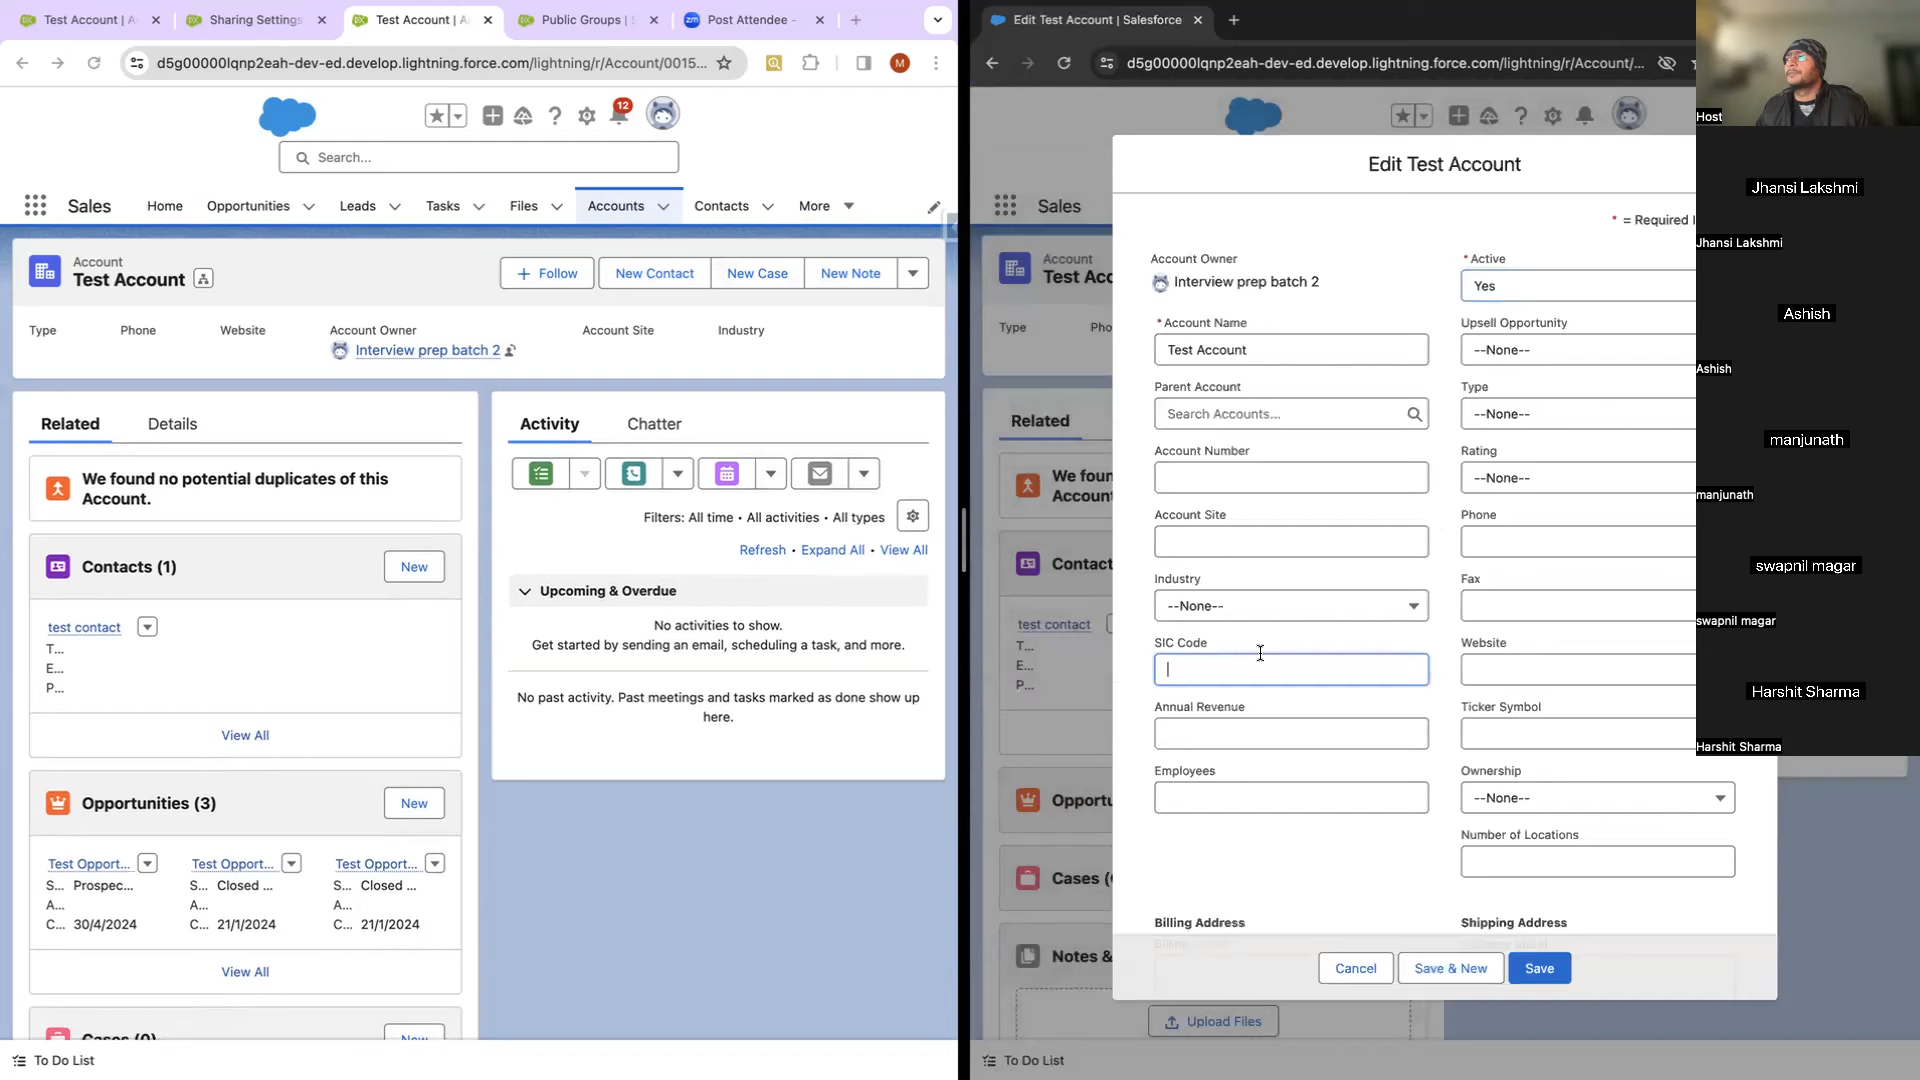 Test Account | A
Sharing Settings
Test Account | A
Public Groups | S
Post Attendee -
d5g00000lqnp2eah-dev-ed.develop.lightning.force.com/lightning/r/Account/0015...
M
12
Search...
Sales
Home
Opportunities
Leads
Tasks
Files
Accounts
Contacts
More
Account
Test Account
Follow
New Contact
New Case
New Note
Type
Phone
Website
Account Owner
Account Site
Industry
Interview prep batch 2
Related
Details
We found no potential duplicates of this
Account.
Contacts (1)
New
test contact
T...
E...
P...
View All
Opportunities (3)
New
Test Opport...
Test Opport...
Test Opport...
S... Prospec...
S... Closed ...
S... Closed ...
A...
A...
A...
C... 30/4/2024
C... 21/1/2024
C... 21/1/2024
View All
Cases (0)
New
To Do List
Activity
Chatter
Filters: All time • All activities • All types
Refresh • Expand All • View All
Upcoming & Overdue
No activities to show.
Get started by sending an email, scheduling a task, and more.
No past activity. Past meetings and tasks marked as done show up
here.
Edit Test Account | Salesforce
d5g00000lqnp2eah-dev-ed.develop.lightning.force.com/lightning/r/Account/...
Sales
Account
Test Acc
Type
Pho
Related
We foun
Account
Contact
test contact
T...
E...
P...
Opportu
Cases (
Notes &
Upload Files
To Do List
Edit Test Account
* = Required I
Account Owner
Interview prep batch 2
* Active
Yes
* Account Name
Test Account
Upsell Opportunity
--None--
Parent Account
Search Accounts...
Type
--None--
Account Number
Rating
--None--
Account Site
Phone
Industry
--None--
Fax
SIC Code
Website
Annual Revenue
Ticker Symbol
Employees
Ownership
--None--
Number of Locations
Billing Address
Shipping Address
Cancel
Save & New
Save
Host
Jhansi Lakshmi
Jhansi Lakshmi
Ashish
Ashish
manjunath
manjunath
swapnil magar
swapnil magar
Harshit Sharma
Harshit Sharma